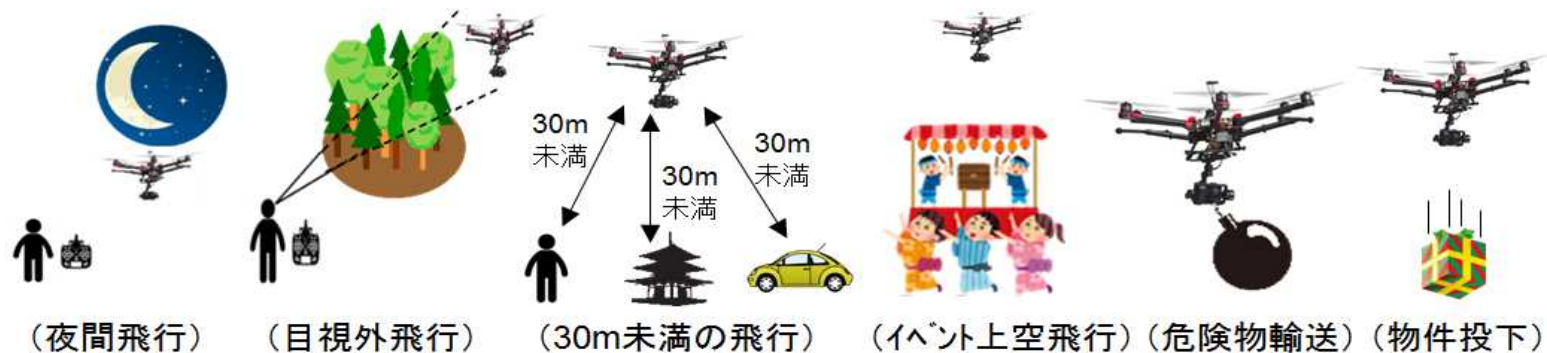 30m
未満
30m
未満
30m
未満
（夜間飛行）
（目視外飛行）
（30m未満の飛行）
（ｲﾍﾞﾝﾄ上空飛行）
（危険物輸送）
（物件投下）